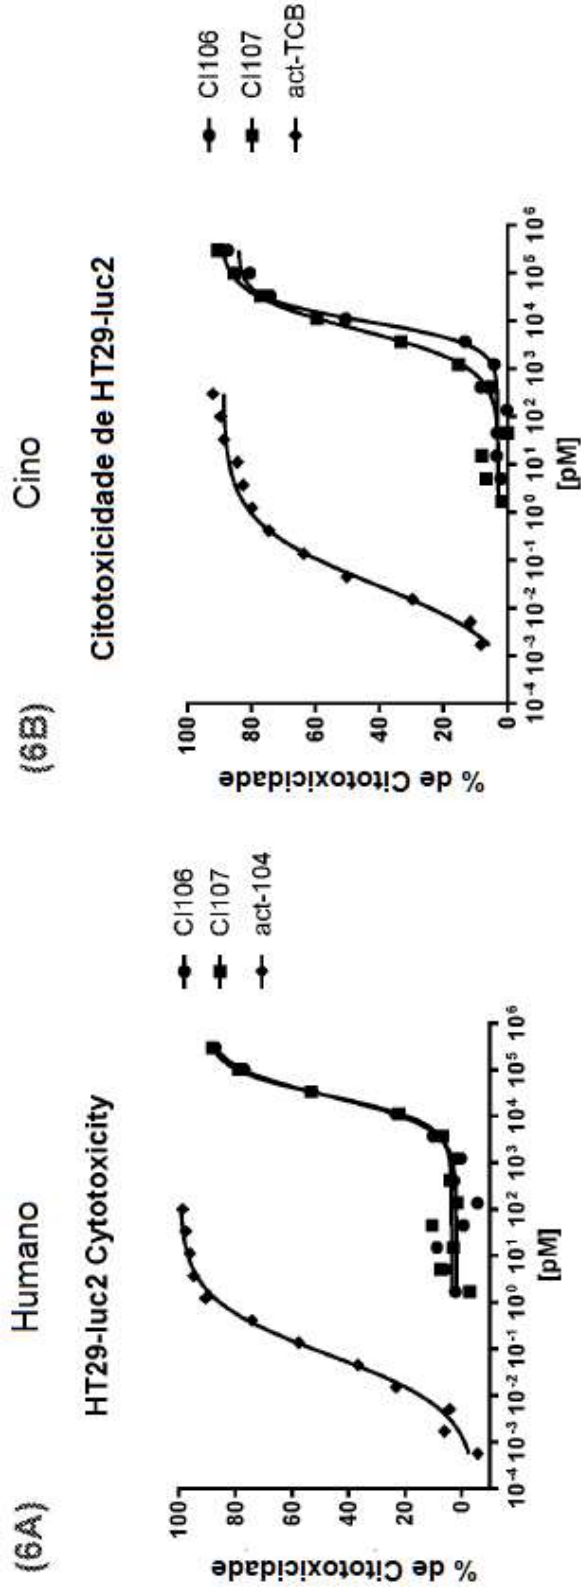 (6A)
Humano
HT29-luc2 Cytotoxicity
% de Citotoxicidade
100
80
60
40
20
0
10-4 10-3 10-2 10-1 100 101 102 103 104 105 106
[pM]
CI106
CI107
act-104
(6B)
Cino
Citotoxicidade de HT29-luc2
% de Citotoxicidade
100
80
60
40
20
0
10-4 10-3 10-2 10-1 100 101 102 103 104 105 106
[pM]
CI106
CI107
act-TCB